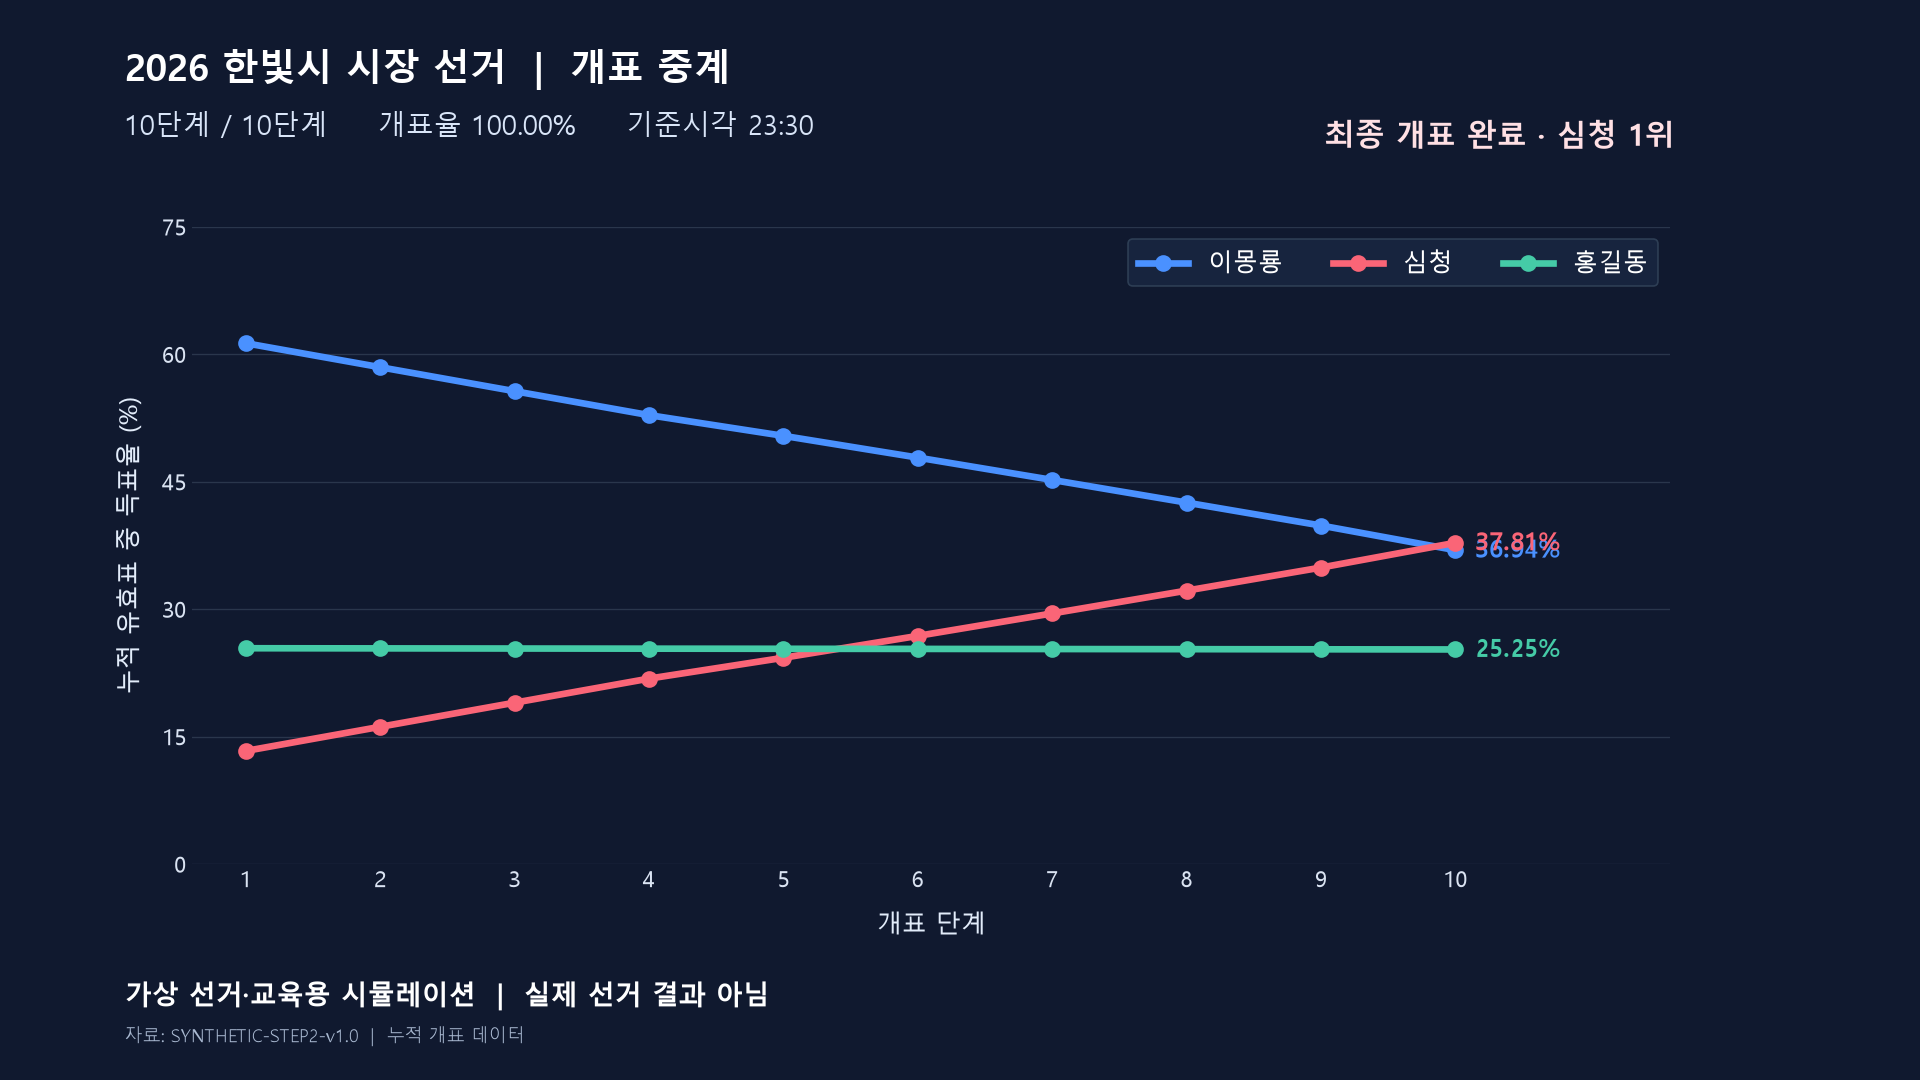 2026 한빛시 시장 선거 | 개표 중계
10단계 / 10단계 개표율 100.00% 기준시각 23:30
최종 개표 완료 · 심청 1위
이몽룡 심청 홍길동
누적 유효표 중 득표율 (%)
75
60
45
30
15
0
37.81%
36.94%
25.25%
1 2 3 4 5 6 7 8 9 10
개표 단계
가상 선거·교육용 시뮬레이션 | 실제 선거 결과 아님
자료: SYNTHETIC-STEP2-v1.0 | 누적 개표 데이터